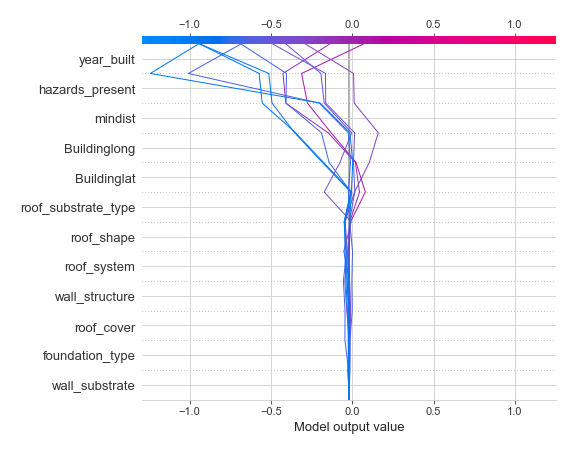 −1.0 −0.5 0.0 0.5 1.0
year_built
hazards_present
mindist
Buildinglong
Buildinglat
roof_substrate_type
roof_shape
roof_system
wall_structure
roof_cover
foundation_type
wall_substrate
−1.0 −0.5 0.0 0.5 1.0
Model output value